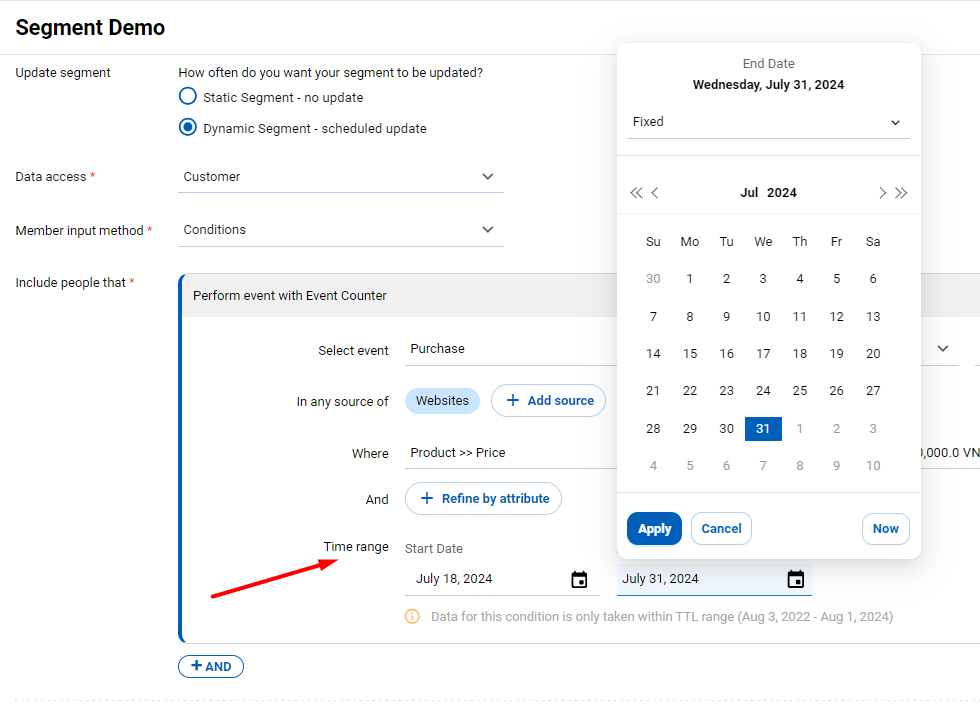 Segment Demo
Update segment
How often do you want your segment to be updated?
Static Segment - no update
Dynamic Segment - scheduled update
Data access *
Customer
Member input method *
Conditions
Include people that *
Perform event with Event Counter
Select event
Purchase
In any source of
Websites
+ Add source
Where
Product >> Price
0,000.0 VN
And
+ Refine by attribute
Time range
Start Date
July 18, 2024
July 31, 2024
Data for this condition is only taken within TTL range (Aug 3, 2022 - Aug 1, 2024)
+ AND
End Date
Wednesday, July 31, 2024
Fixed
Jul 2024
Su Mo Tu We Th Fr Sa
30 1 2 3 4 5 6
7 8 9 10 11 12 13
14 15 16 17 18 19 20
21 22 23 24 25 26 27
28 29 30 31 1 2 3
4 5 6 7 8 9 10
Apply Cancel Now